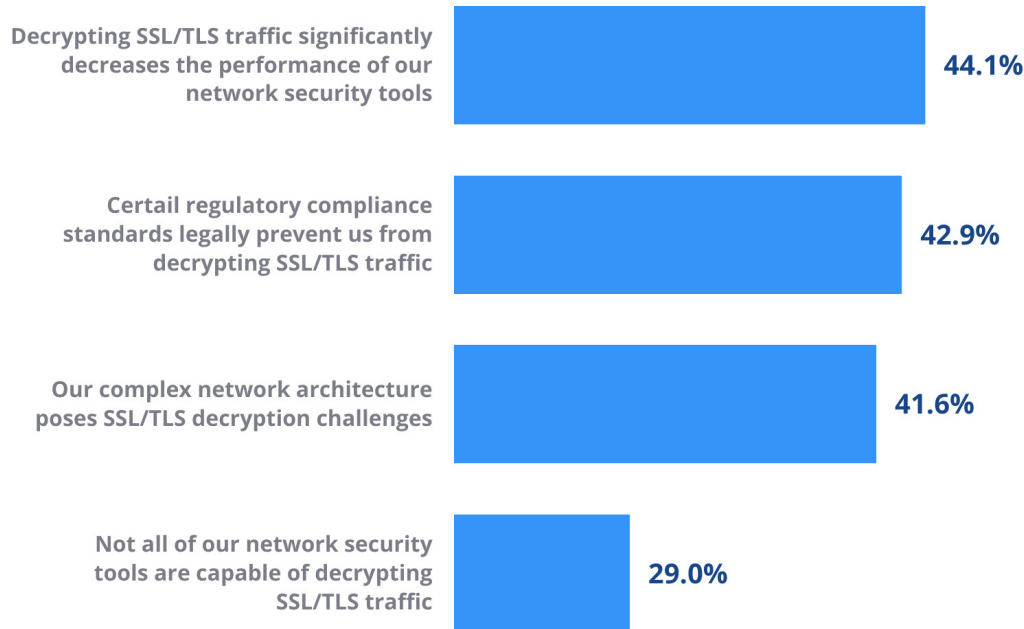 Decrypting SSL/TLS traffic significantly
decreases the performance of our
network security tools
44.1%
Certail regulatory compliance
standards legally prevent us from
decrypting SSL/TLS traffic
42.9%
Our complex network architecture
poses SSL/TLS decryption challenges
41.6%
Not all of our network security
tools are capable of decrypting
SSL/TLS traffic
29.0%